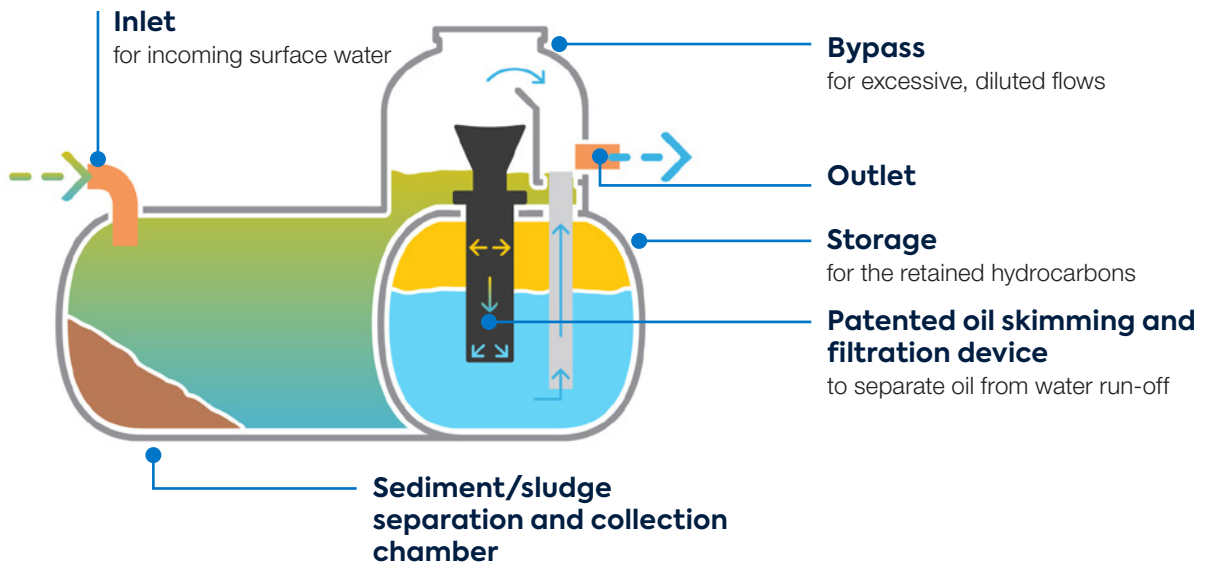 Inlet
for incoming surface water
Bypass
for excessive, diluted flows
Outlet
Storage
for the retained hydrocarbons
Patented oil skimming and
filtration device
to separate oil from water run-off
Sediment/sludge
separation and collection
chamber